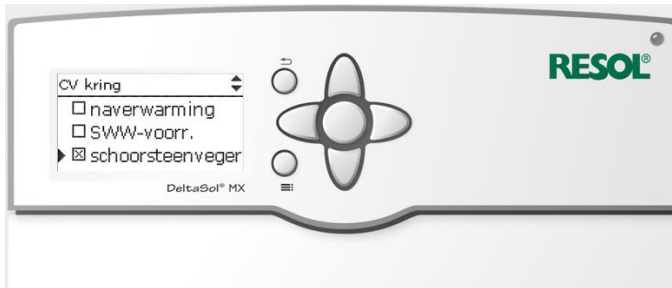 RESOL®
CV kring
naverwarming
SWW-voorr.
schoorsteenveger
DeltaSol® MX